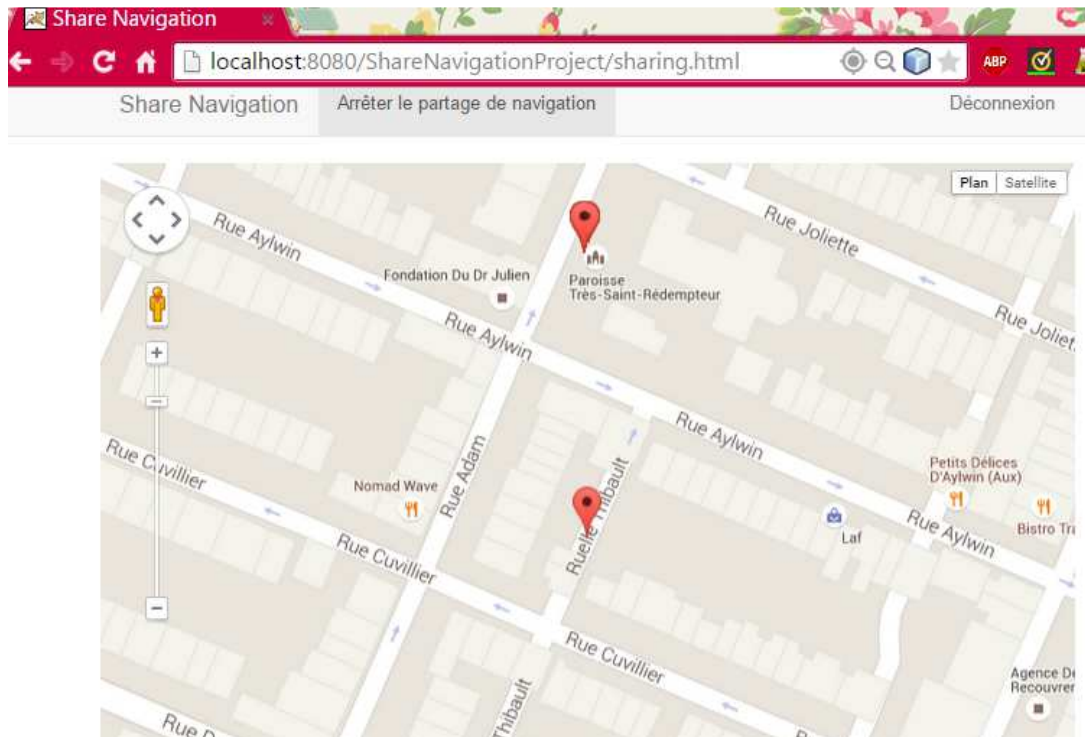 Share Navigation
localhost:8080/ShareNavigationProject/sharing.html
ABP
Share Navigation
Arrêter le partage de navigation
Déconnexion
Plan
Satellite
Rue Aylwin
Rue Joliette
Fondation Du Dr Julien
Paroisse
Très-Saint-Rédempteur
Rue Aylwin
Rue Joliet
Rue Aylwin
Rue Cuvillier
Rue Adam
Nomad Wave
Ruelle Thibault
Petits Délices
D'Aylwin (Aux)
Laf
Rue Aylwin
Bistro
Rue Cuvillier
Rue Cuvillier
Thibault
Agence
Recouvrer
Rue